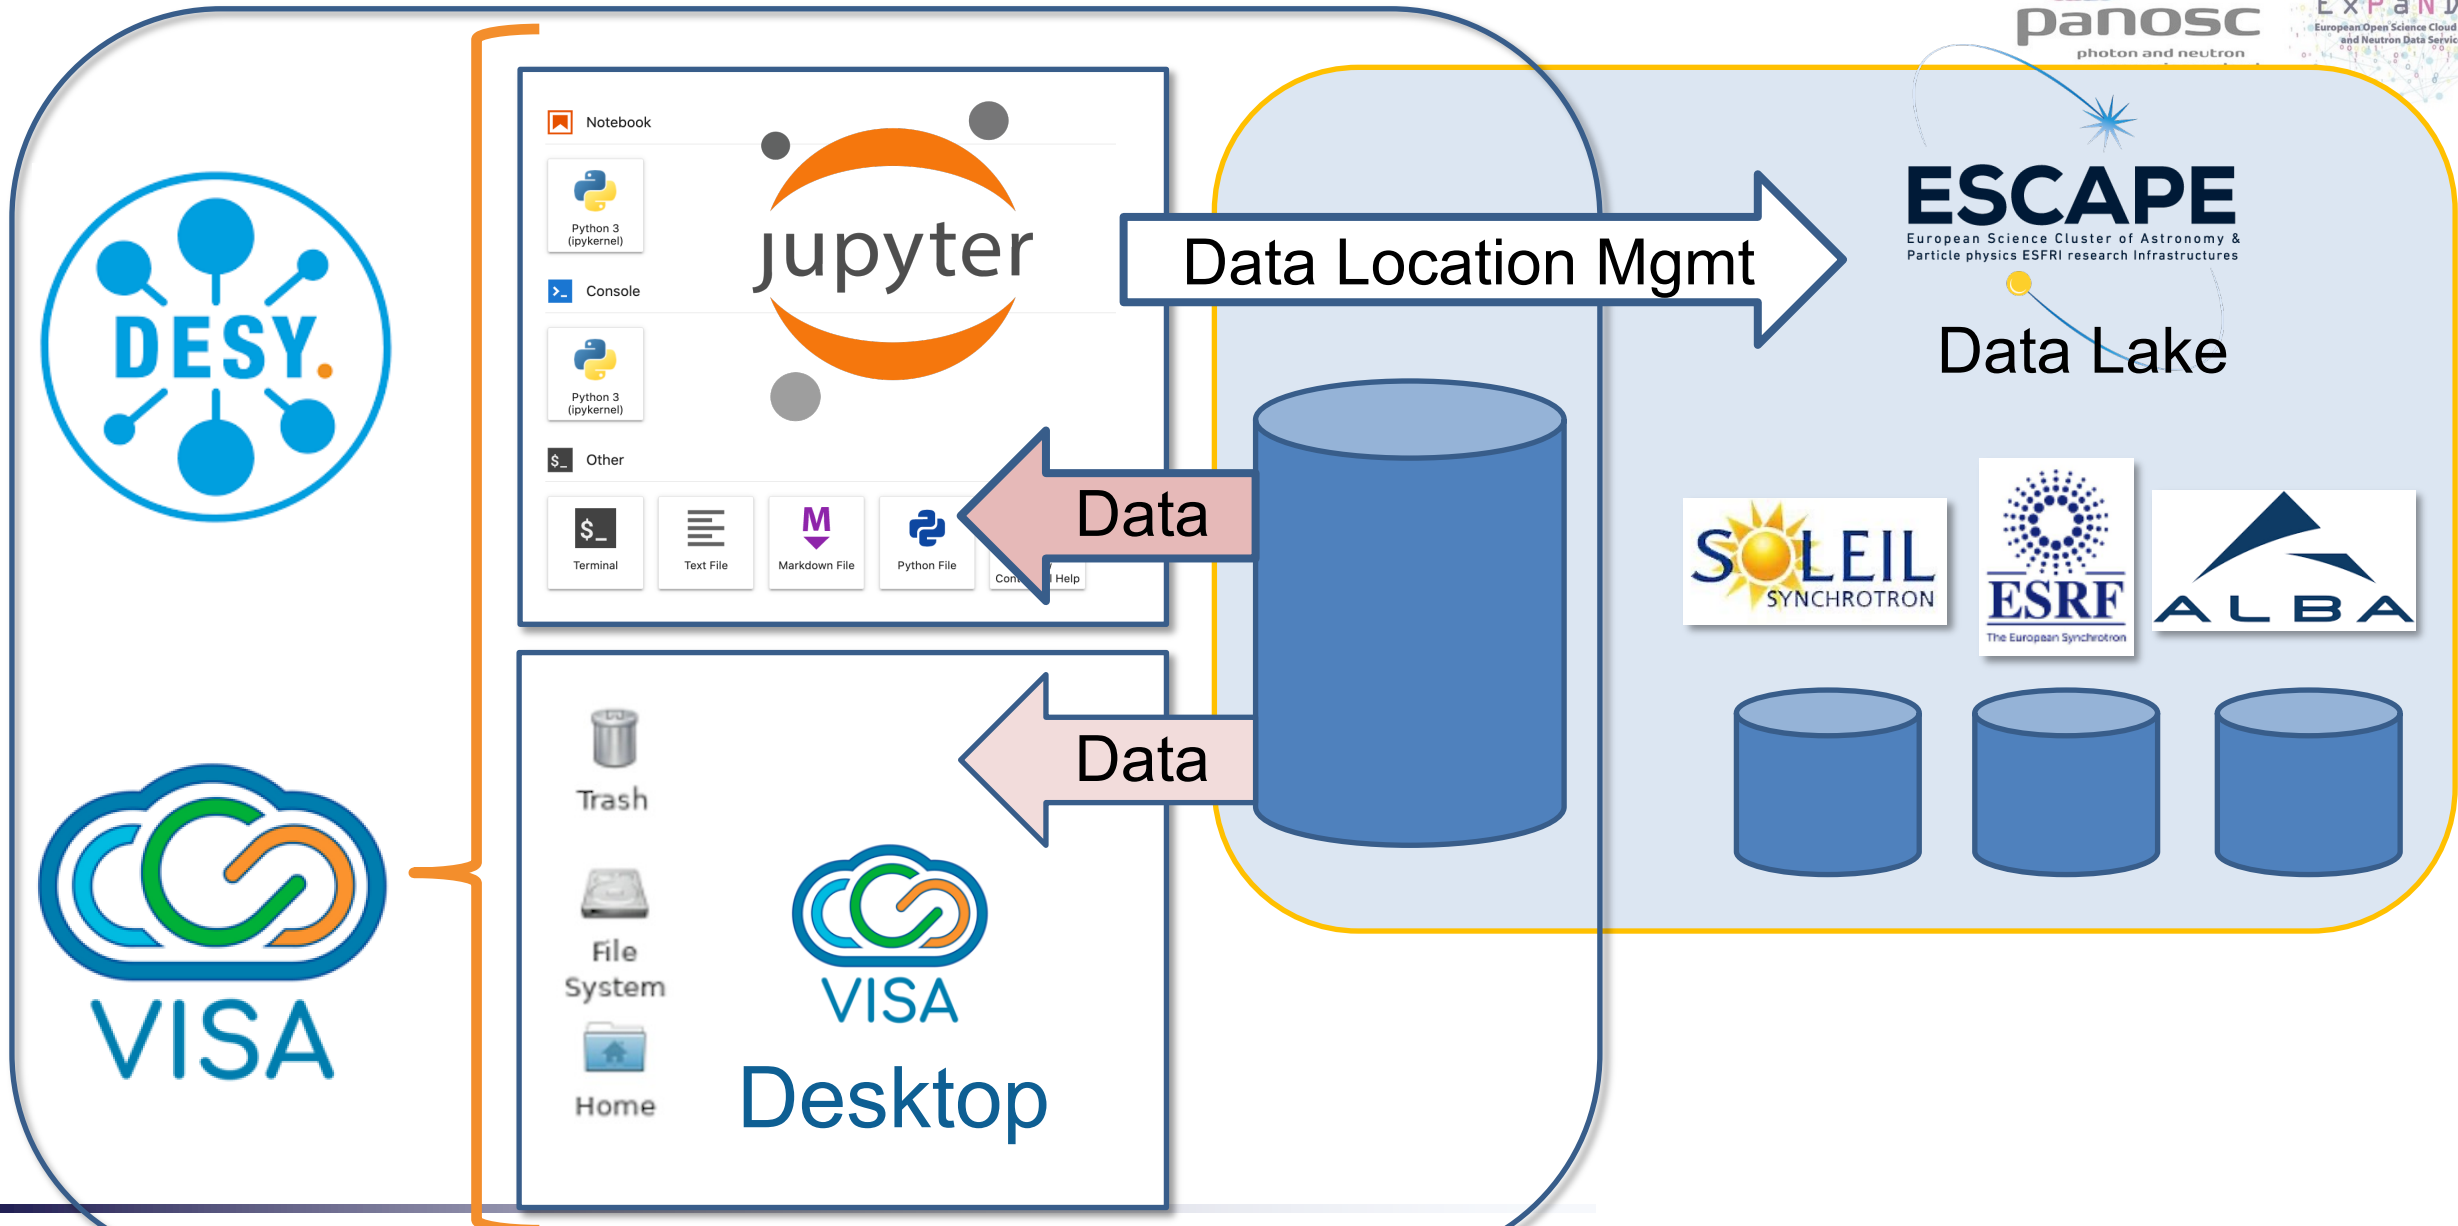 panosc
photon and neutron
ExPaND
European Open Science Cloud
and Neutron Data Servic
DESY.
VISA
Notebook
Python 3
(ipykernel)
Console
Python 3
(ipykernel)
Other
$_
Terminal
Text File
M
Markdown File
Python File
Help
jupyter
Data Location Mgmt
Data
Data
ESCAPE
European Science Cluster of Astronomy &
Particle physics ESFRI research Infrastructures
Data Lake
SOLEIL
SYNCHROTRON
ESRF
The European Synchrotron
ALBA
Trash
File
System
Home
VISA
Desktop